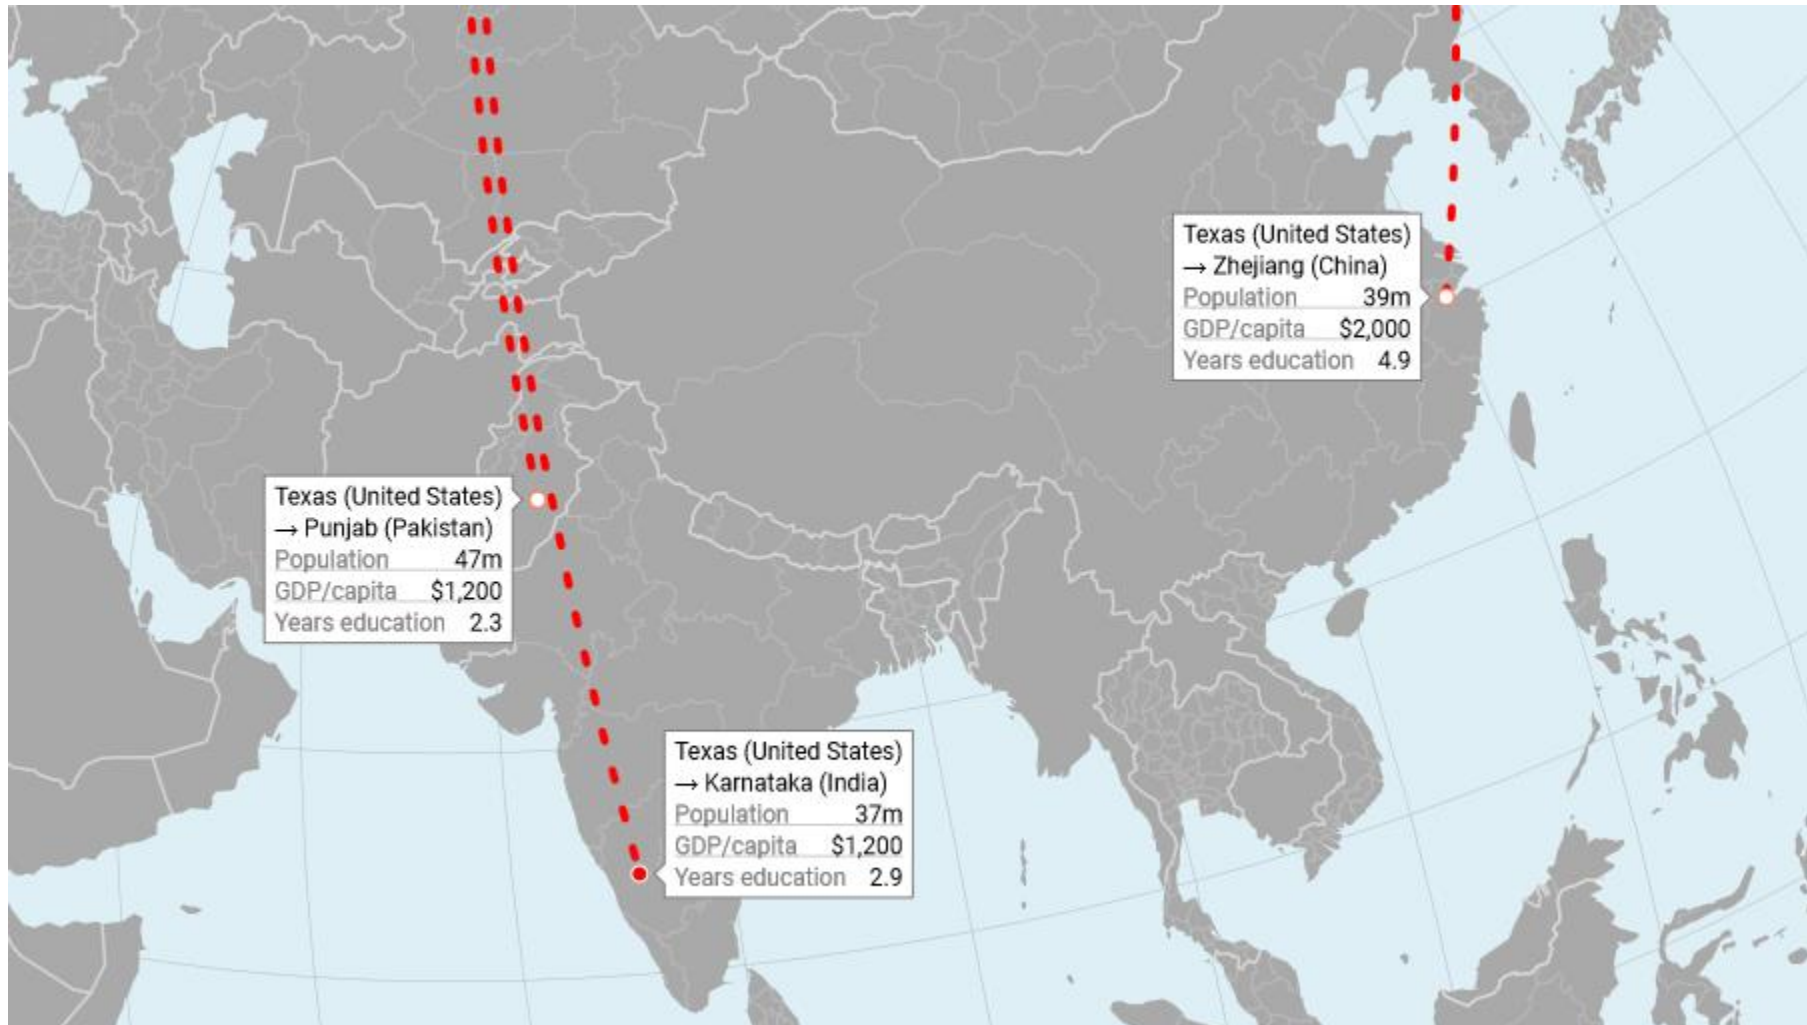 Texas (United States)
→ Zhejiang (China)
Population 39m
GDP/capita $2,000
Years education 4.9
Texas (United States)
→ Punjab (Pakistan)
Population 47m
GDP/capita $1,200
Years education 2.3
Texas (United States)
→ Karnataka (India)
Population 37m
GDP/capita $1,200
Years education 2.9